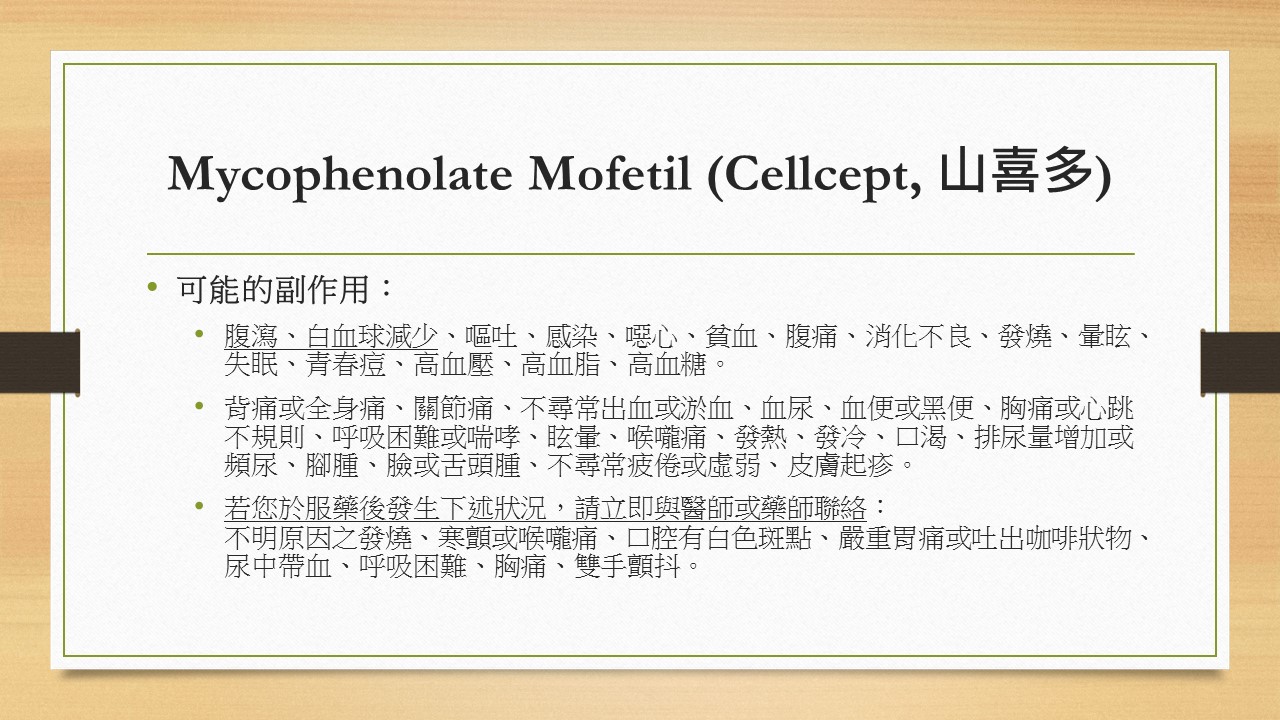 Mycophenolate Mofetil (Cellcept, 山喜多)
• 可能的副作用：
• 腹瀉、白血球減少、嘔吐、感染、噁心、貧血、腹痛、消化不良、發燒、暈眩、
失眠、青春痘、高血壓、高血脂、高血糖。
• 背痛或全身痛、關節痛、不尋常出血或淤血、血尿、血便或黑便、胸痛或心跳
不規則、呼吸困難或喘哮、眩暈、喉嚨痛、發熱、發冷、口渴、排尿量增加或
頻尿、腳腫、臉或舌頭腫、不尋常疲倦或虛弱、皮膚起疹。
• 若您於服藥後發生下述狀況，請立即與醫師或藥師聯絡：
不明原因之發燒、寒顫或喉嚨痛、口腔有白色斑點、嚴重胃痛或吐出咖啡狀物、
尿中帶血、呼吸困難、胸痛、雙手顫抖。